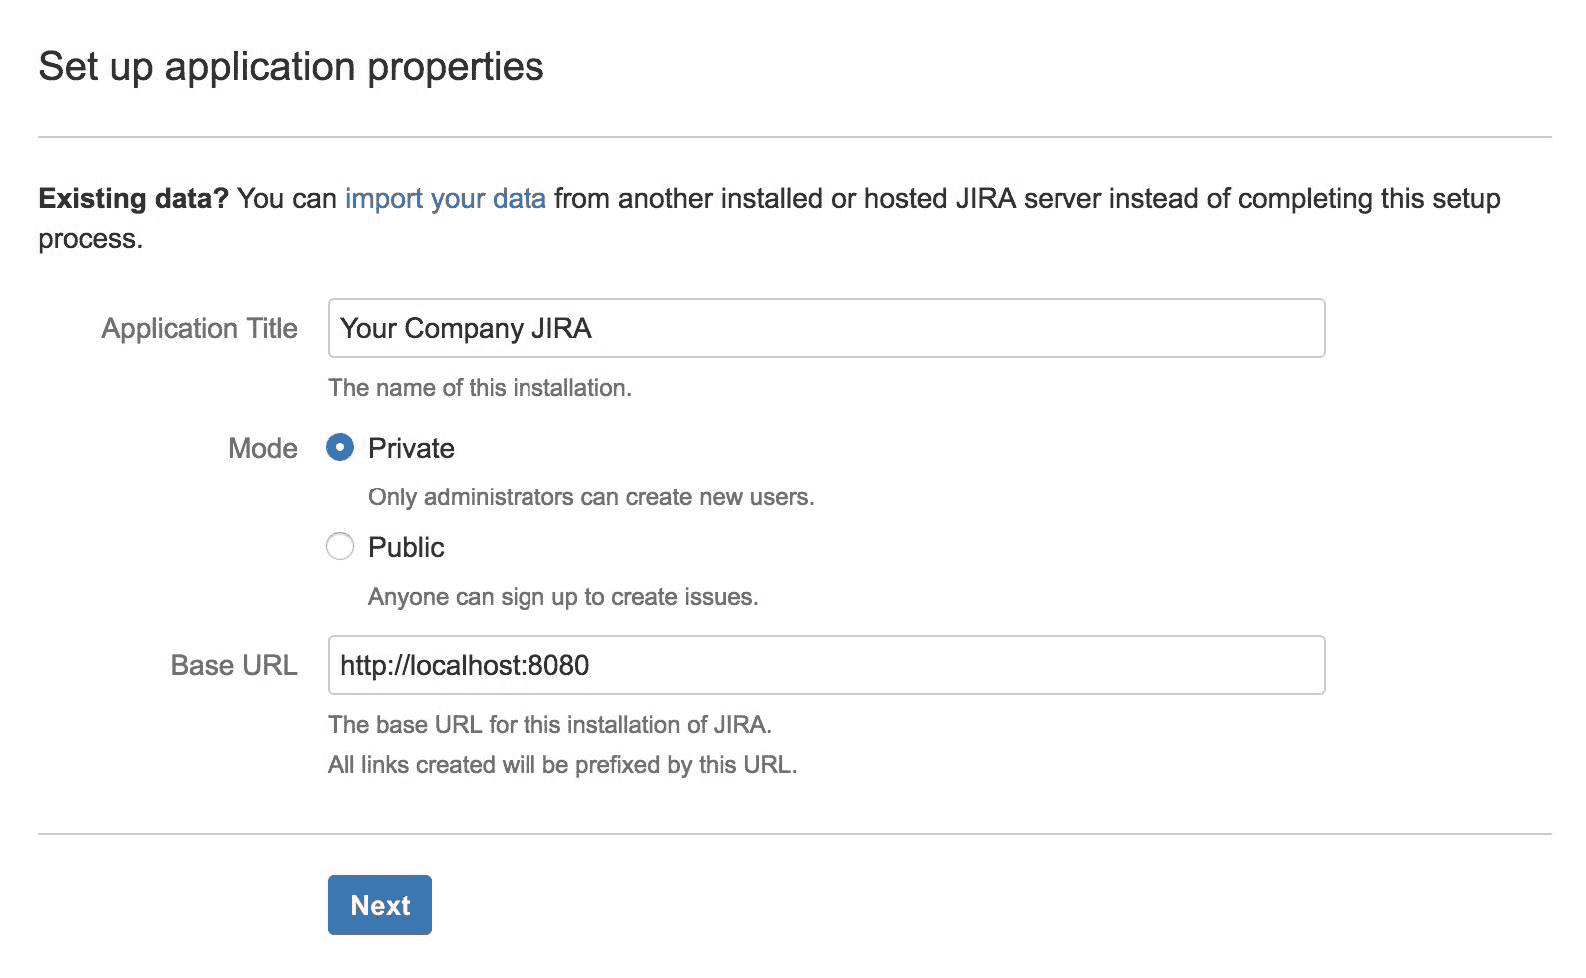 Set up application properties
Existing data? You can import your data from another installed or hosted JIRA server instead of completing this setup
process.
Application Title Your Company JIRA
The name of this installation.
Mode Private
Only administrators can create new users.
Public
Anyone can sign up to create issues.
Base URL http://localhost:8080
The base URL for this installation of JIRA.
All links created will be prefixed by this URL.
Next